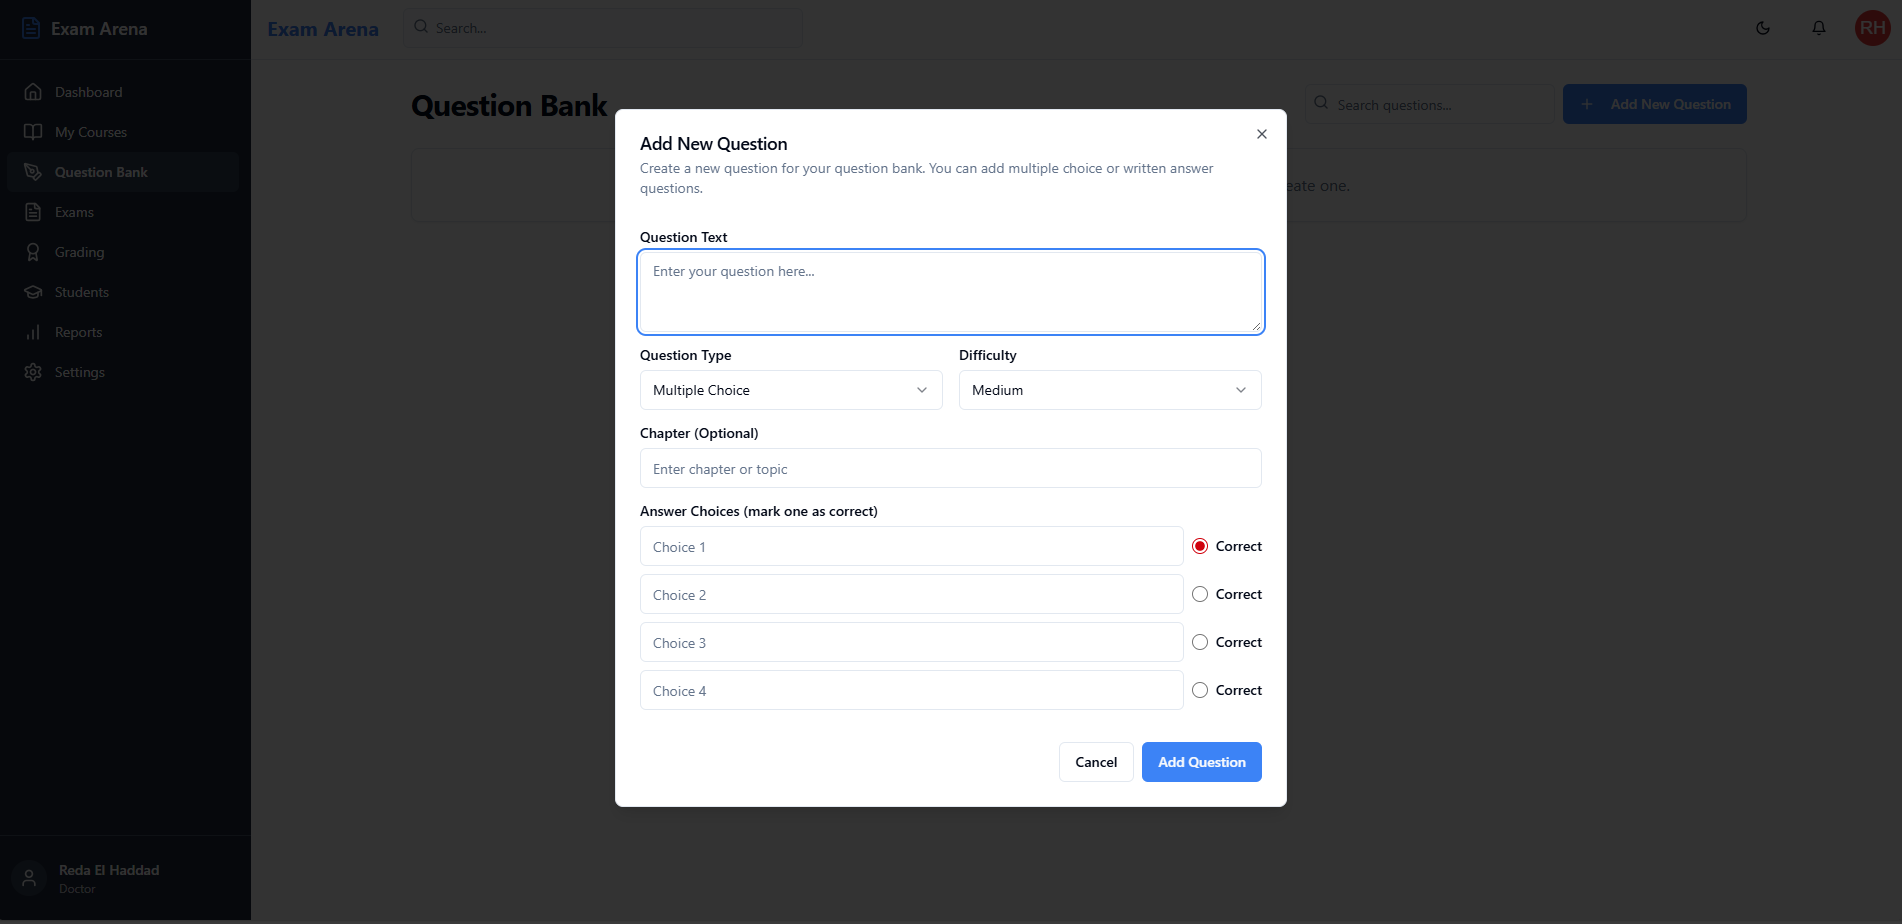 Exam Arena
Dashboard
My Courses
Question Bank
Exams
Grading
Students
Reports
Settings
Reda El Haddad
Doctor
Exam Arena
Search...
RH
Question Bank
Search questions...
+ Add New Question
eate one.
Add New Question
Create a new question for your question bank. You can add multiple choice or written answer
questions.
Question Text
Enter your question here...
Question Type
Difficulty
Multiple Choice
Medium
Chapter (Optional)
Enter chapter or topic
Answer Choices (mark one as correct)
Choice 1
Correct
Choice 2
Correct
Choice 3
Correct
Choice 4
Correct
Cancel
Add Question